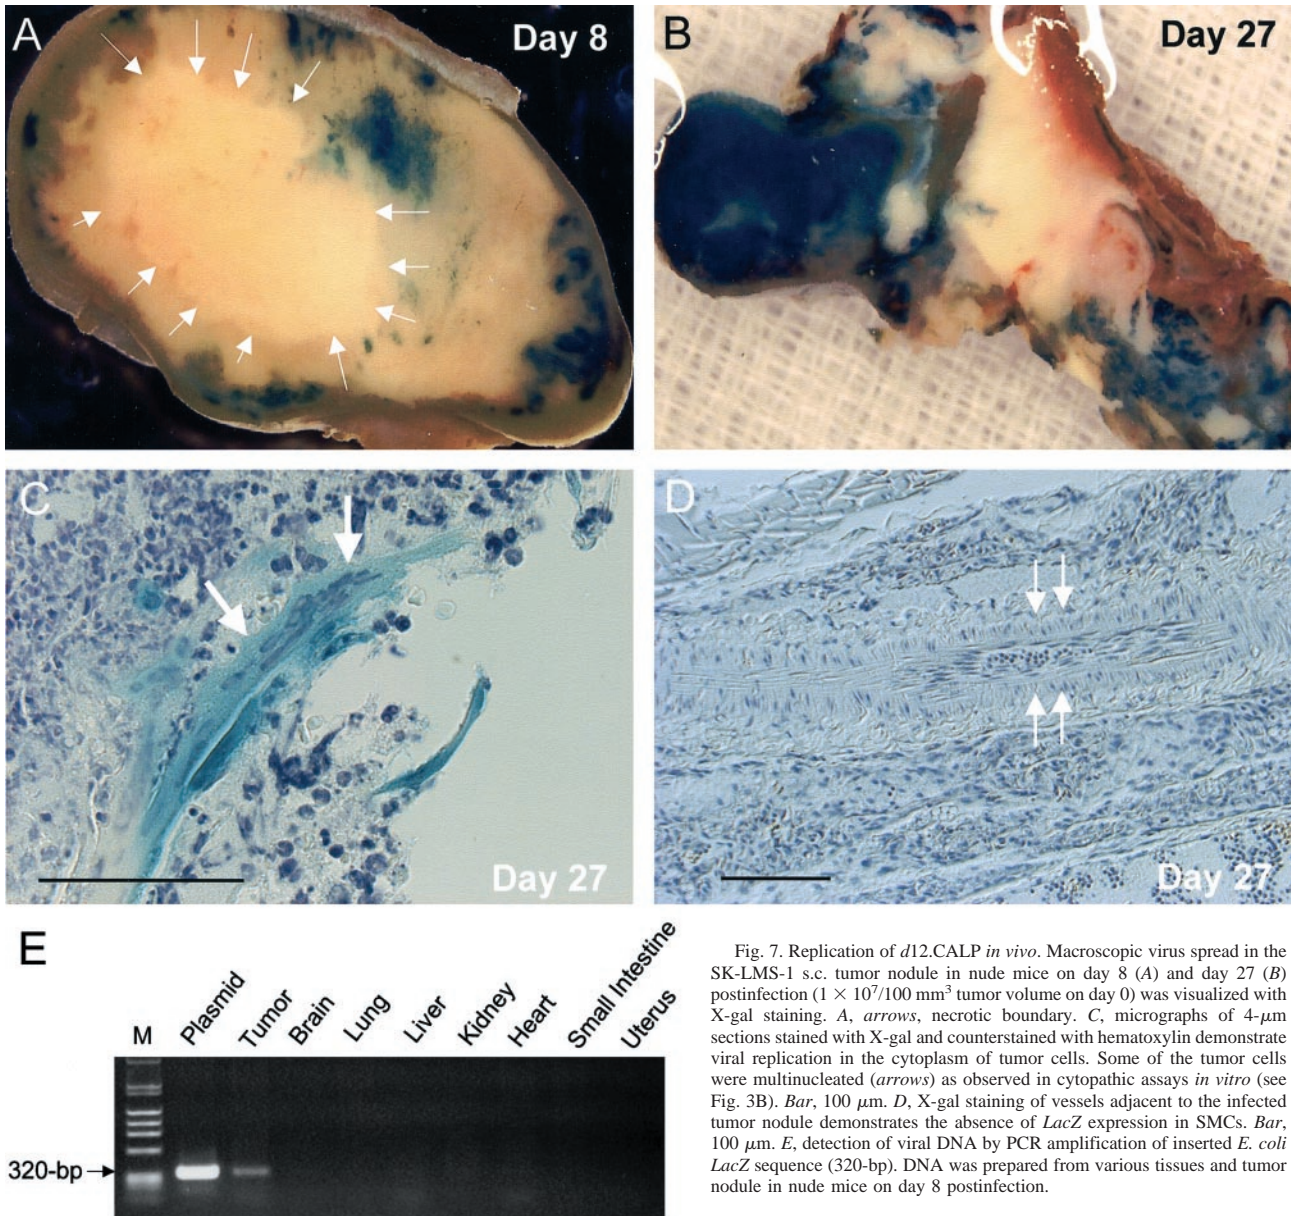 A
Day 8
B
Day 27
C
Day 27
D
Day 27
E
M
Plasmid
Tumor
Brain
Lung
Liver
Kidney
Heart
Small Intestine
Uterus
320-bp
Fig. 7. Replication of d12.CALP in vivo. Macroscopic virus spread in the
SK-LMS-1 s.c. tumor nodule in nude mice on day 8 (A) and day 27 (B)
postinfection (1 × 10⁷/100 mm³ tumor volume on day 0) was visualized with
X-gal staining. A, arrows, necrotic boundary. C, micrographs of 4-μm
sections stained with X-gal and counterstained with hematoxylin demonstrate
viral replication in the cytoplasm of tumor cells. Some of the tumor cells
were multinucleated (arrows) as observed in cytopathic assays in vitro (see
Fig. 3B). Bar, 100 μm. D, X-gal staining of vessels adjacent to the infected
tumor nodule demonstrates the absence of LacZ expression in SMCs. Bar,
100 μm. E, detection of viral DNA by PCR amplification of inserted E. coli
LacZ sequence (320-bp). DNA was prepared from various tissues and tumor
nodule in nude mice on day 8 postinfection.